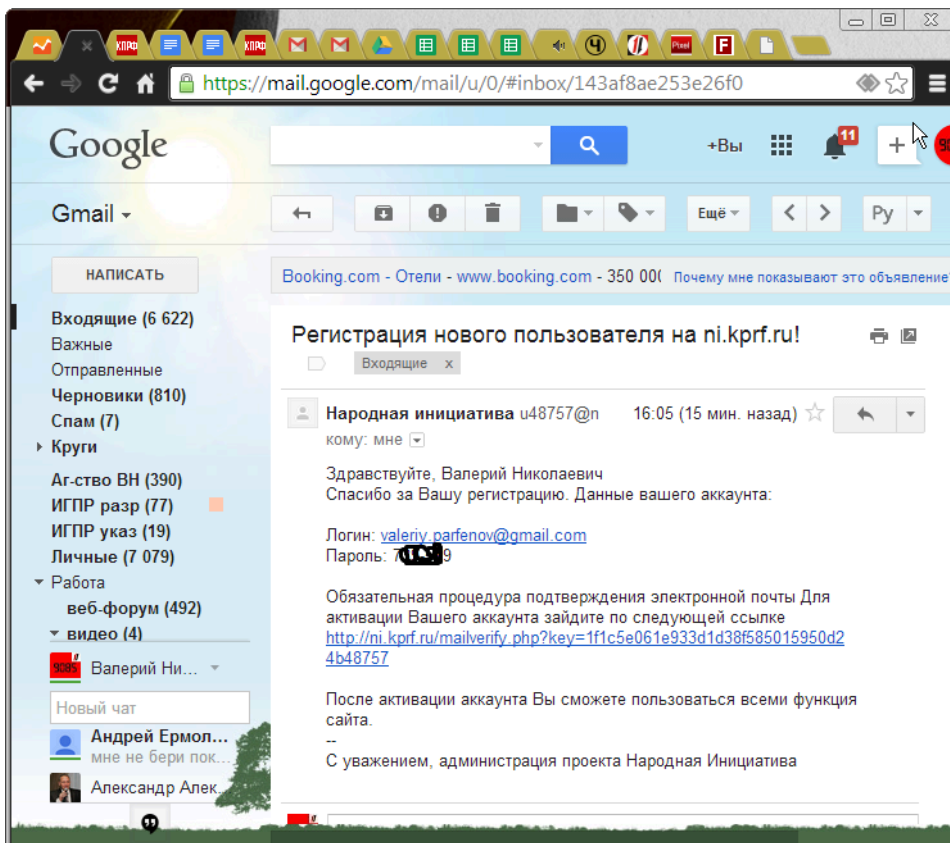 КПРФ
КПРФ
Pixel
F
https://mail.google.com/mail/u/0/#inbox/143af8ae253e26f0
Google
+Вы
11
Gmail
Ещё
Ру
НАПИСАТЬ
Booking.com - Отели - www.booking.com - 350 000 Почему мне показывают это объявление?
Входящие (6 622)
Важные
Отправленные
Черновики (810)
Спам (7)
Круги
Аг-ство ВН (390)
ИГПР разр (77)
ИГПР указ (19)
Личные (7 079)
Работа
веб-форум (492)
видео (4)
9085
Валерий Ни...
Новый чат
Андрей Ермол...
мне не бери пок...
Александр Алек...
Регистрация нового пользователя на ni.kprf.ru!
Входящие x
Народная инициатива u48757@n 16:05 (15 мин. назад)
кому: мне
Здравствуйте, Валерий Николаевич
Спасибо за Вашу регистрацию. Данные вашего аккаунта:
Логин: valeriy.parfenov@gmail.com
Пароль: 7 9
Обязательная процедура подтверждения электронной почты Для
активации Вашего аккаунта зайдите по следующей ссылке
http://ni.kprf.ru/mailverify.php?key=1f1c5e061e933d1d38f585015950d2
4b48757
После активации аккаунта Вы сможете пользоваться всеми функция
сайта.
--
С уважением, администрация проекта Народная Инициатива